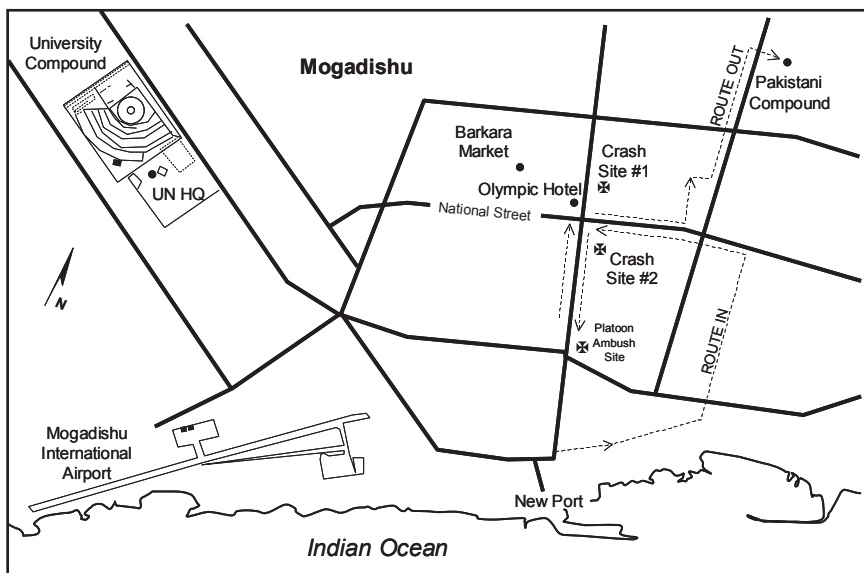 University
Compound
Mogadishu
ROUTE OUT
Pakistani
Compound
Barkara
Market
Crash
Site #1
UN HQ
Olympic Hotel
National Street
Crash
Site #2
N
Platoon
Ambush
Site
ROUTE IN
Mogadishu
International
Airport
New Port
Indian Ocean